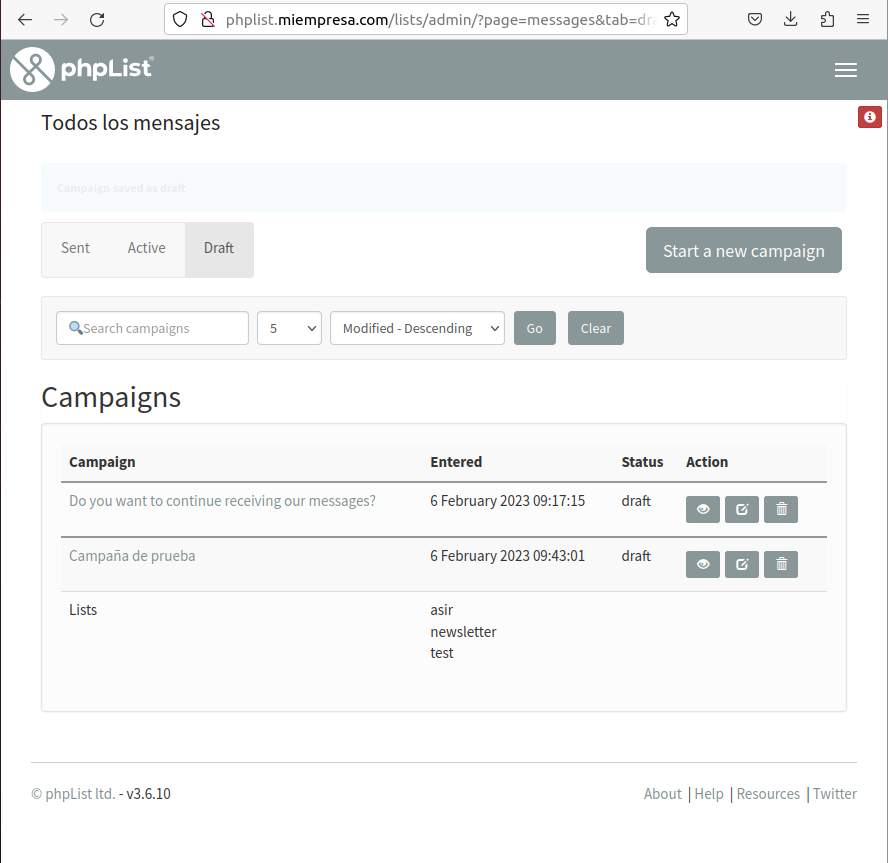 phplist.miempresa.com/lists/admin/?page=messages&tab=dr
phpList
Todos los mensajes
Campaign saved as draft
Sent Active Draft
Start a new campaign
Search campaigns 5 Modified - Descending Go Clear
Campaigns
Campaign Entered Status Action
Do you want to continue receiving our messages? 6 February 2023 09:17:15 draft
Campaña de prueba 6 February 2023 09:43:01 draft
Lists asir
newsletter
test
© phpList ltd. - v3.6.10 About | Help | Resources | Twitter